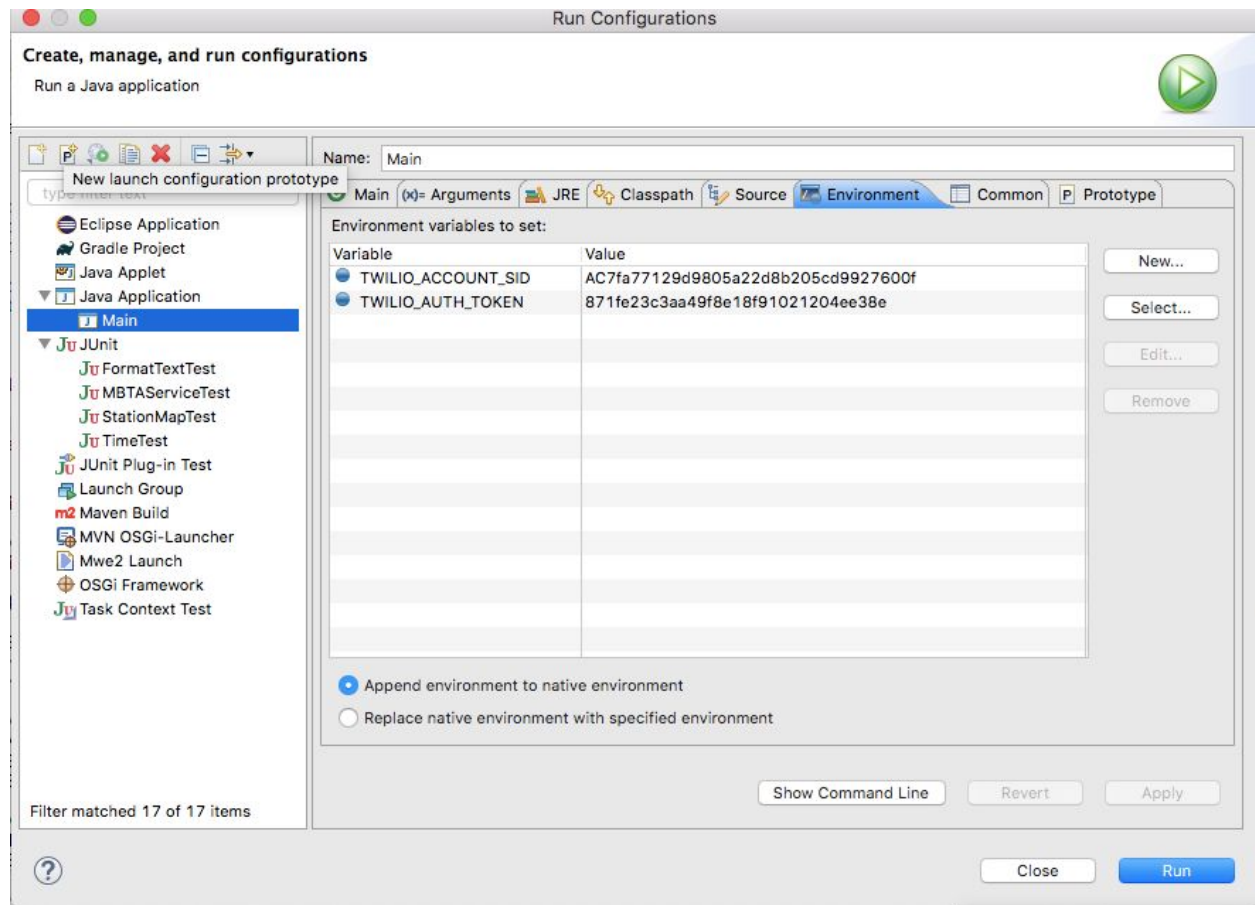 Run Configurations
Create, manage, and run configurations
Run a Java application
New launch configuration prototype
type filter text
Eclipse Application
Gradle Project
Java Applet
Java Application
Main
JUnit
FormatTextTest
MBTAServiceTest
StationMapTest
TimeTest
JUnit Plug-in Test
Launch Group
m2 Maven Build
MVN OSGi-Launcher
Mwe2 Launch
OSGi Framework
Task Context Test
Filter matched 17 of 17 items
Name: Main
Main (x)= Arguments JRE Classpath Source Environment Common P Prototype
Environment variables to set:
Variable Value
TWILIO_ACCOUNT_SID AC7fa77129d9805a22d8b205cd9927600f
TWILIO_AUTH_TOKEN 871fe23c3aa49f8e18f91021204ee38e
New...
Select...
Edit...
Remove
Append environment to native environment
Replace native environment with specified environment
Show Command Line Revert Apply
? Close Run